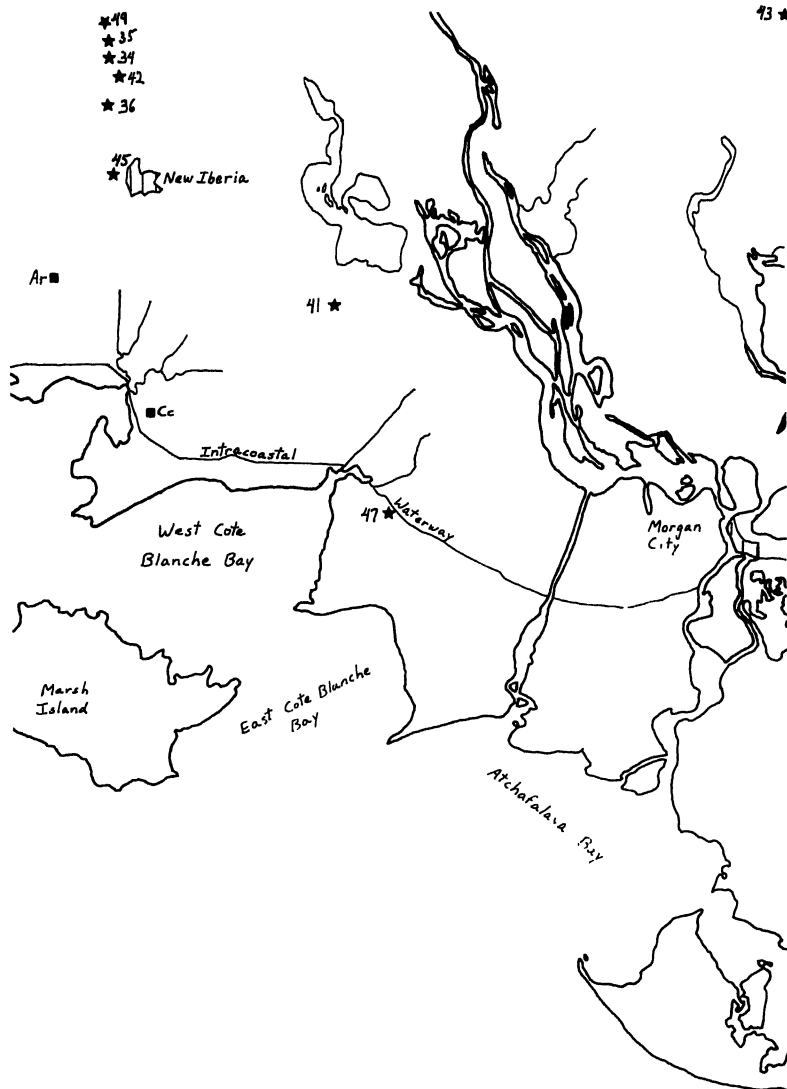 ★49
43★
★35
★34
★42
★36
45
★
New Iberia
Ar■
41★
■Cc
Intracoastal
47★
Waterway
West Cote
Blanche Bay
Morgan
City
Marsh
Island
East Cote Blanche
Bay
Atchafalaya Bay